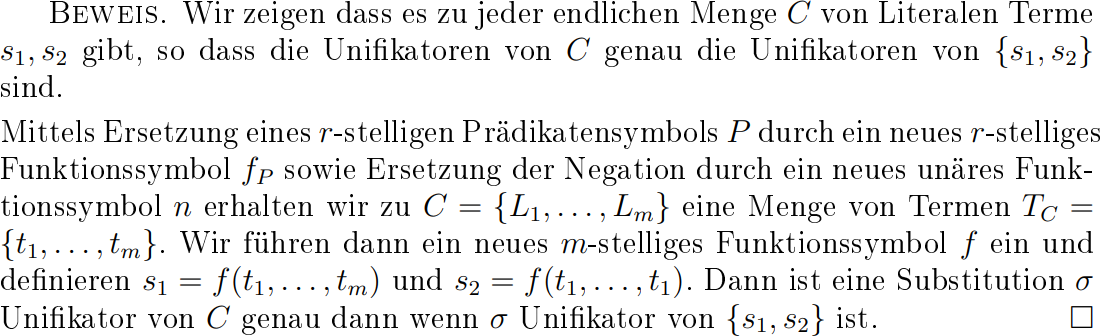 BEWEIS. Wir zeigen dass es zu jeder endlichen Menge C von Literalen Terme
s₁, s₂ gibt, so dass die Unifikatoren von C genau die Unifikatoren von {s₁, s₂}
sind.
Mittels Ersetzung eines r-stelligen Prädikatensymbols P durch ein neues r-stelliges
Funktionssymbol f_P sowie Ersetzung der Negation durch ein neues unäres Funk-
tionssymbol n erhalten wir zu C = {L₁, . . . , Lₘ} eine Menge von Termen T_C =
{t₁, . . . , tₘ}. Wir führen dann ein neues m-stelliges Funktionssymbol f ein und
definieren s₁ = f(t₁, . . . , tₘ) und s₂ = f(t₁, . . . , t₁). Dann ist eine Substitution σ
Unifikator von C genau dann wenn σ Unifikator von {s₁, s₂} ist. □